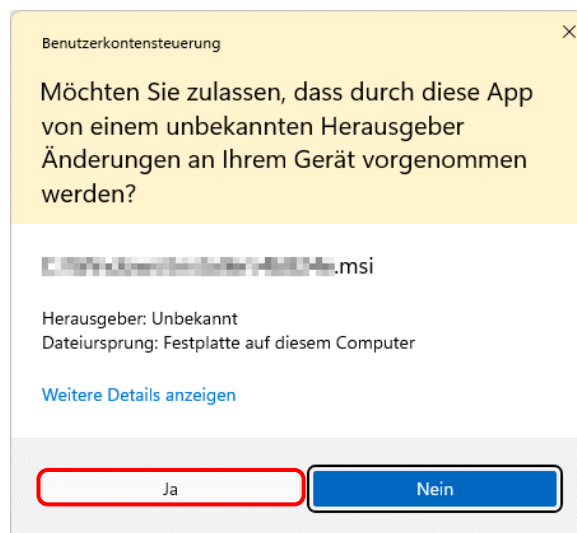 Benutzerkontensteuerung
Möchten Sie zulassen, dass durch diese App
von einem unbekannten Herausgeber
Änderungen an Ihrem Gerät vorgenommen
werden?
.msi
Herausgeber: Unbekannt
Dateiursprung: Festplatte auf diesem Computer
Weitere Details anzeigen
Ja
Nein